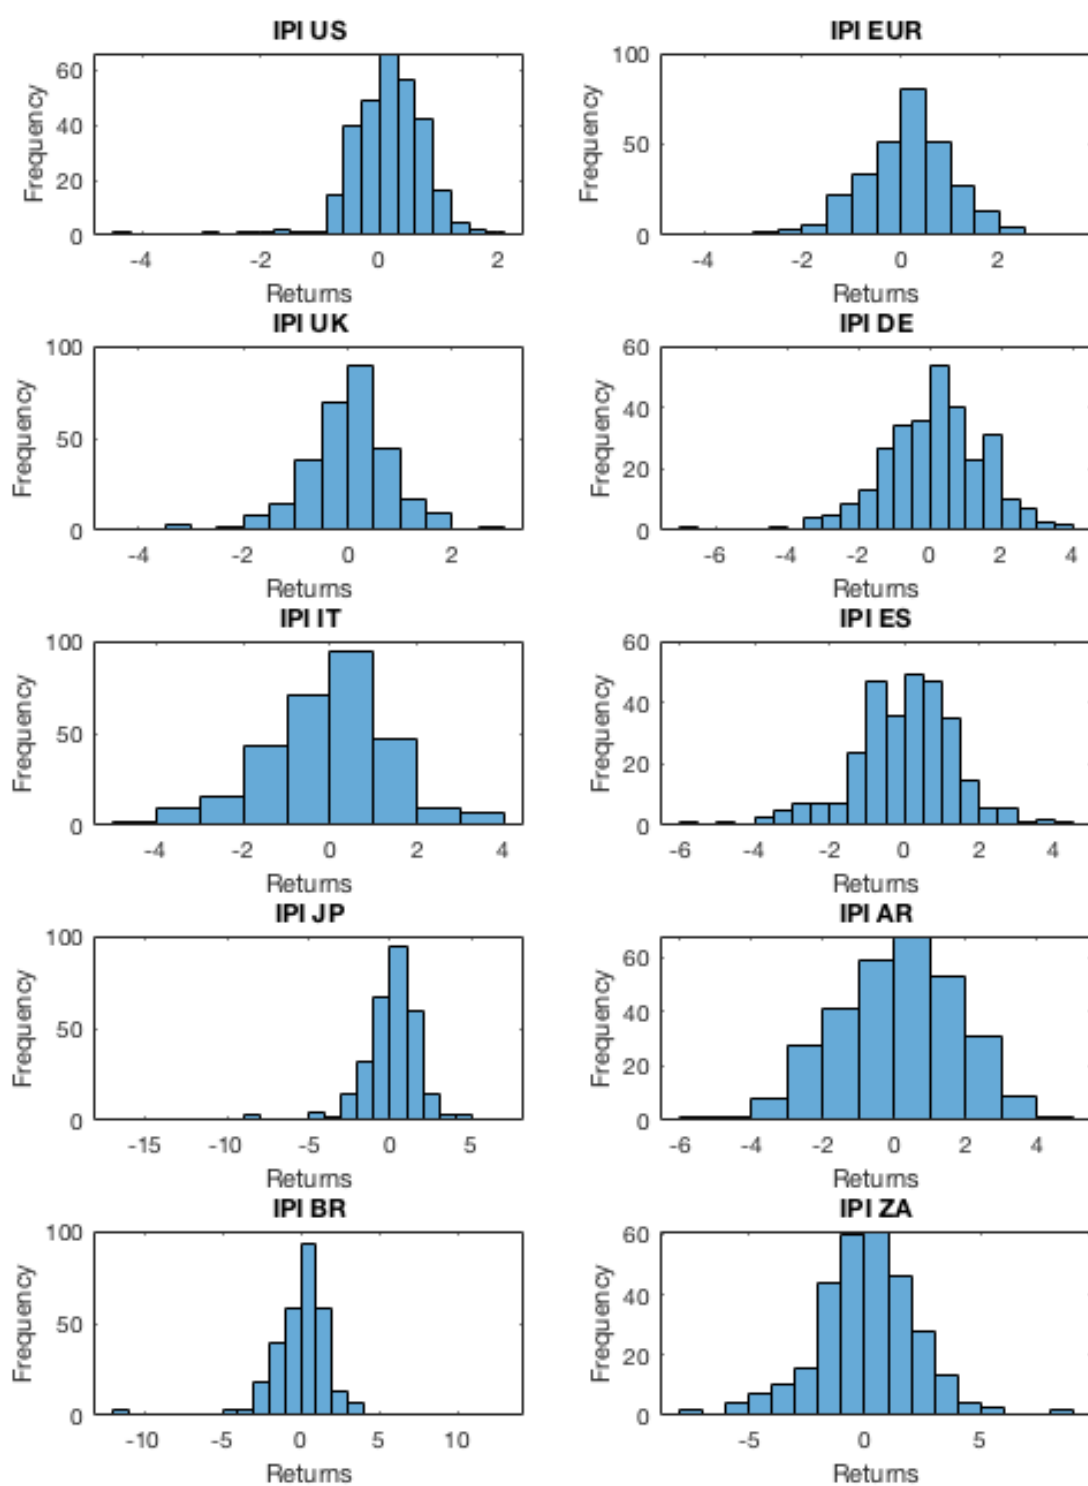 IPI US
60
40
20
0
Frequency
-4 -2 0 2
Returns
IPI EUR
100
50
0
Frequency
-4 -2 0 2
Returns
IPI UK
100
50
0
Frequency
-4 -2 0 2
Returns
IPI DE
60
40
20
0
Frequency
-6 -4 -2 0 2 4
Returns
IPI IT
100
50
0
Frequency
-4 -2 0 2 4
Returns
IPI ES
60
40
20
0
Frequency
-6 -4 -2 0 2 4
Returns
IPI JP
100
50
0
Frequency
-15 -10 -5 0 5
Returns
IPI AR
60
40
20
0
Frequency
-6 -4 -2 0 2 4
Returns
IPI BR
100
50
0
Frequency
-10 -5 0 5 10
Returns
IPI ZA
60
40
20
0
Frequency
-5 0 5
Returns